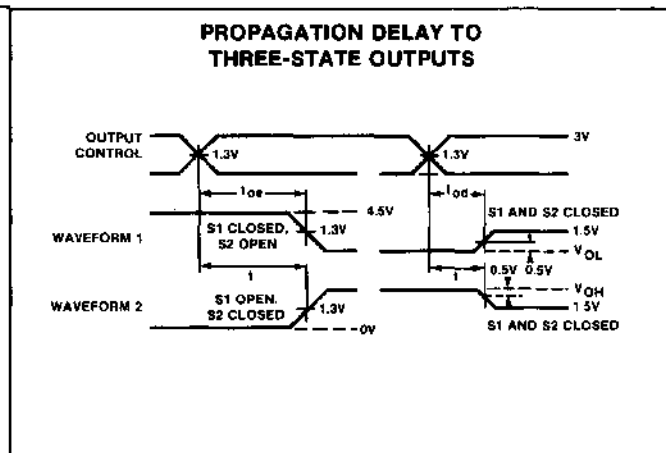 PROPAGATION DELAY TO
THREE-STATE OUTPUTS
OUTPUT
CONTROL
1.3V
1.3V
3V
toe
tod
4.5V
S1 AND S2 CLOSED
WAVEFORM 1
S1 CLOSED,
S2 OPEN
1.3V
1.5V
VOL
0.5V
0.5V
t
t
WAVEFORM 2
S1 OPEN.
S2 CLOSED
1.3V
0V
VOH
1 5V
S1 AND S2 CLOSED